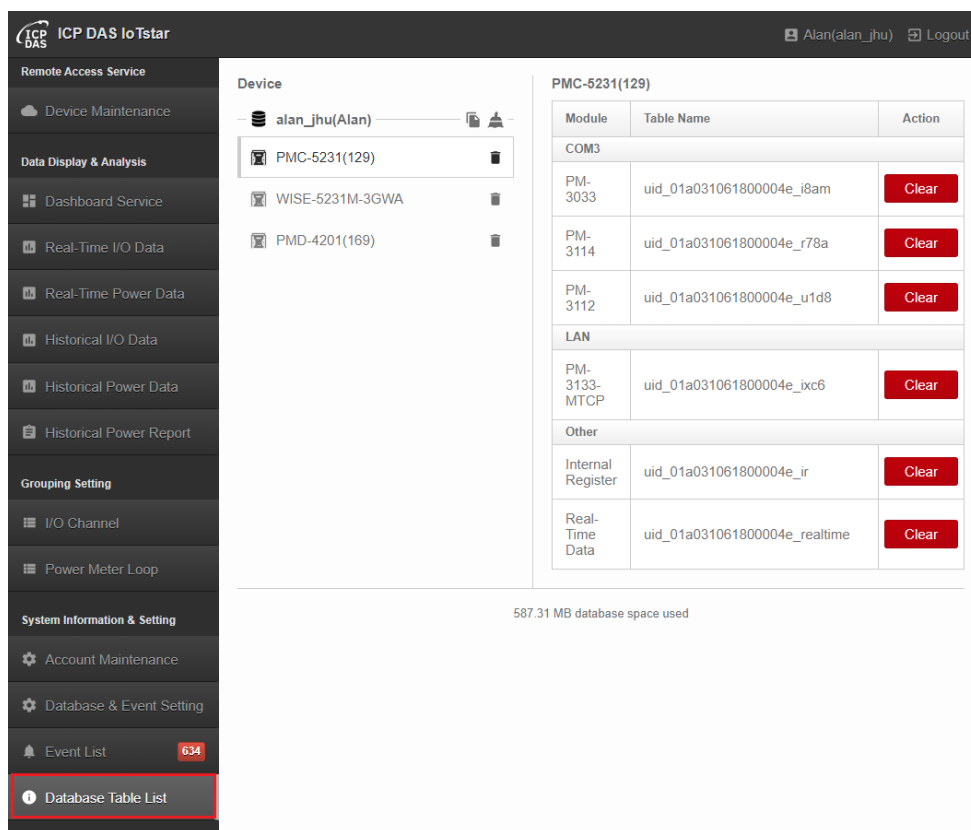 ICP DAS
ICP DAS IoTstar
Alan(alan_jhu)
Logout
Remote Access Service
Device Maintenance
Data Display & Analysis
Dashboard Service
Real-Time I/O Data
Real-Time Power Data
Historical I/O Data
Historical Power Data
Historical Power Report
Grouping Setting
I/O Channel
Power Meter Loop
System Information & Setting
Account Maintenance
Database & Event Setting
Event List 634
Database Table List
Device
alan_jhu(Alan)
PMC-5231(129)
WISE-5231M-3GWA
PMD-4201(169)
PMC-5231(129)
Module Table Name Action
COM3
PM-
3033
uid_01a031061800004e_i8am
Clear
PM-
3114
uid_01a031061800004e_r78a
Clear
PM-
3112
uid_01a031061800004e_u1d8
Clear
LAN
PM-
3133-
MTCP
uid_01a031061800004e_ixc6
Clear
Other
Internal
Register
uid_01a031061800004e_ir
Clear
Real-
Time
Data
uid_01a031061800004e_realtime
Clear
587.31 MB database space used